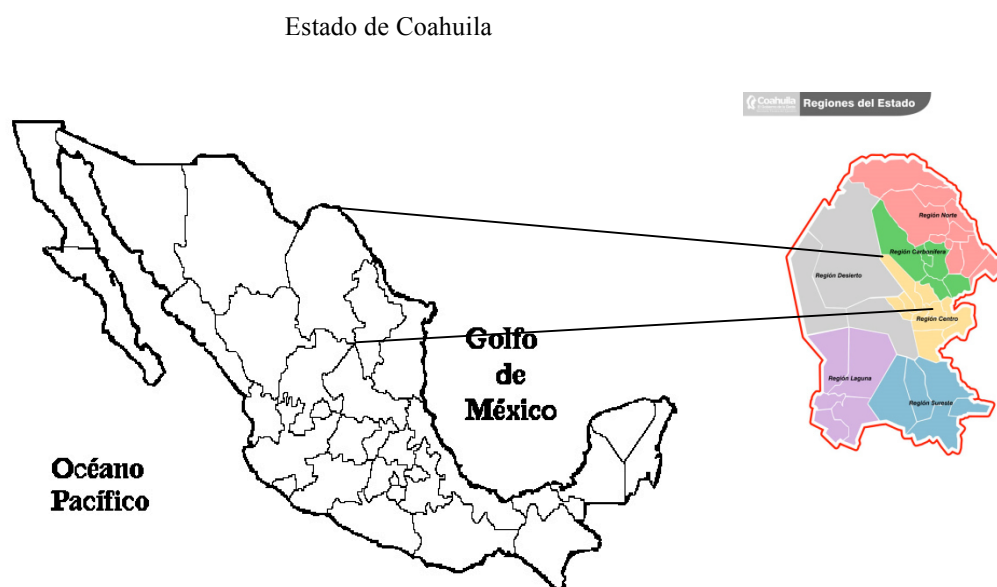 Estado de Coahuila
Coahuila
Regiones del Estado
Región Norte
Región Carbonífera
Región Desierto
Región Centro
Golfo
de
México
Región Laguna
Región Sureste
Océano
Pacífico